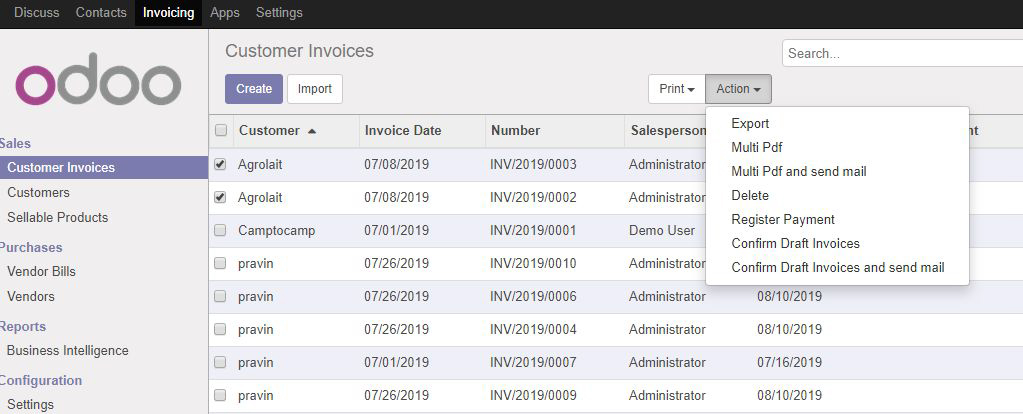 Discuss Contacts Invoicing Apps Settings
odoo
Customer Invoices
Search...
Create Import Print Action
Sales
Customer Invoices
Customers
Sellable Products
Purchases
Vendor Bills
Vendors
Reports
Business Intelligence
Configuration
Settings
Customer Invoice Date Number Salesperson nt
Agrolait 07/08/2019 INV/2019/0003 Administrator
Agrolait 07/08/2019 INV/2019/0002 Administrator
Camptocamp 07/01/2019 INV/2019/0001 Demo User
pravin 07/26/2019 INV/2019/0010 Administrator
pravin 07/26/2019 INV/2019/0006 Administrator 08/10/2019
pravin 07/26/2019 INV/2019/0004 Administrator 08/10/2019
pravin 07/01/2019 INV/2019/0007 Administrator 07/16/2019
pravin 07/26/2019 INV/2019/0009 Administrator 08/10/2019
Export
Multi Pdf
Multi Pdf and send mail
Delete
Register Payment
Confirm Draft Invoices
Confirm Draft Invoices and send mail